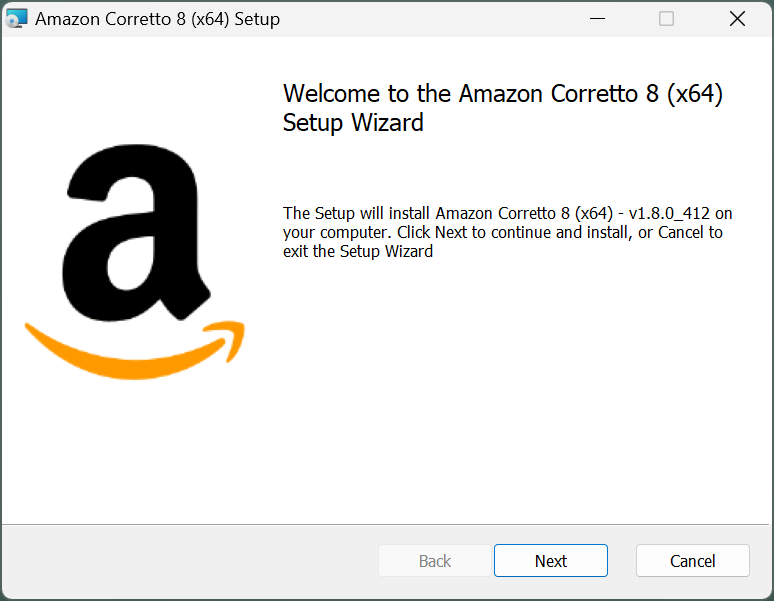 Amazon Corretto 8 (x64) Setup
Welcome to the Amazon Corretto 8 (x64)
Setup Wizard
The Setup will install Amazon Corretto 8 (x64) - v1.8.0_412 on
your computer. Click Next to continue and install, or Cancel to
exit the Setup Wizard
a
Back
Next
Cancel